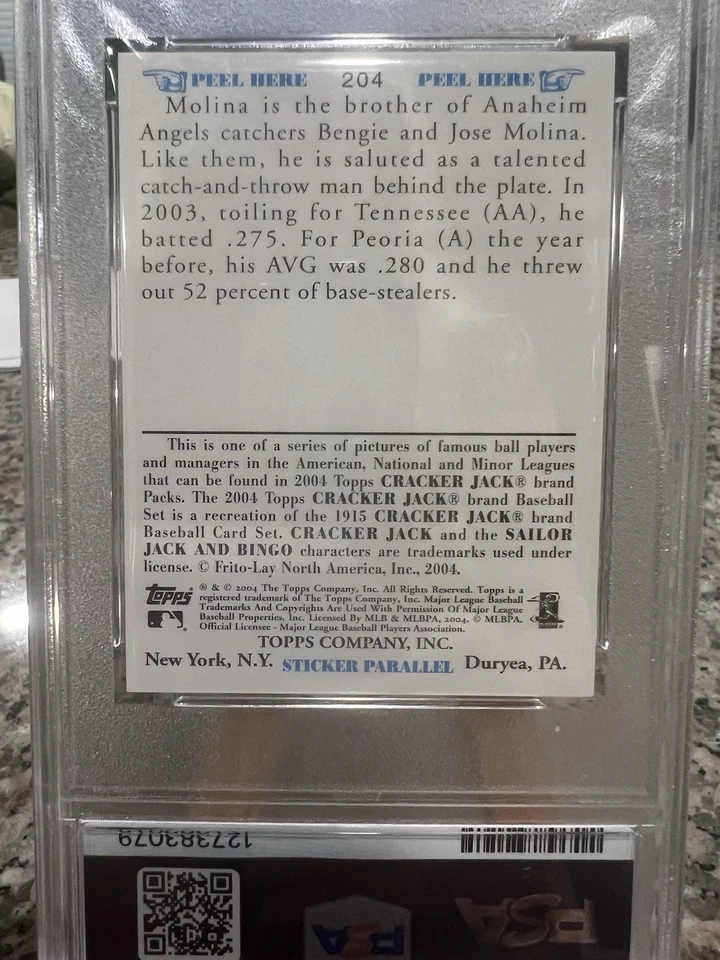 PEEL HERE 204 PEEL HERE
Molina is the brother of Anaheim
Angels catchers Bengie and Jose Molina.
Like them, he is saluted as a talented
catch-and-throw man behind the plate. In
2003, toiling for Tennessee (AA), he
batted .275. For Peoria (A) the year
before, his AVG was .280 and he threw
out 52 percent of base-stealers.
This is one of a series of pictures of famous ball players
and managers in the American, National and Minor Leagues
that can be found in 2004 Topps CRACKER JACK® brand
Packs. The 2004 Topps CRACKER JACK® brand Baseball
Set is a recreation of the 1915 CRACKER JACK® brand
Baseball Card Set. CRACKER JACK and the SAILOR
JACK AND BINGO characters are trademarks used under
license. © Frito-Lay North America, Inc., 2004.
Topps ® & © 2004 The Topps Company, Inc. All Rights Reserved. Topps is a
registered trademark of The Topps Company, Inc. Major League Baseball
Trademarks And Copyrights Are Used With Permission Of Major League
Baseball Properties, Inc. Licensed By MLB & MLBPA, 2004. © MLBPA.
Official Licensee - Major League Baseball Players Association.
TOPPS COMPANY, INC.
New York, N.Y. STICKER PARALLEL Duryea, PA.
127383079
PSA
PSA